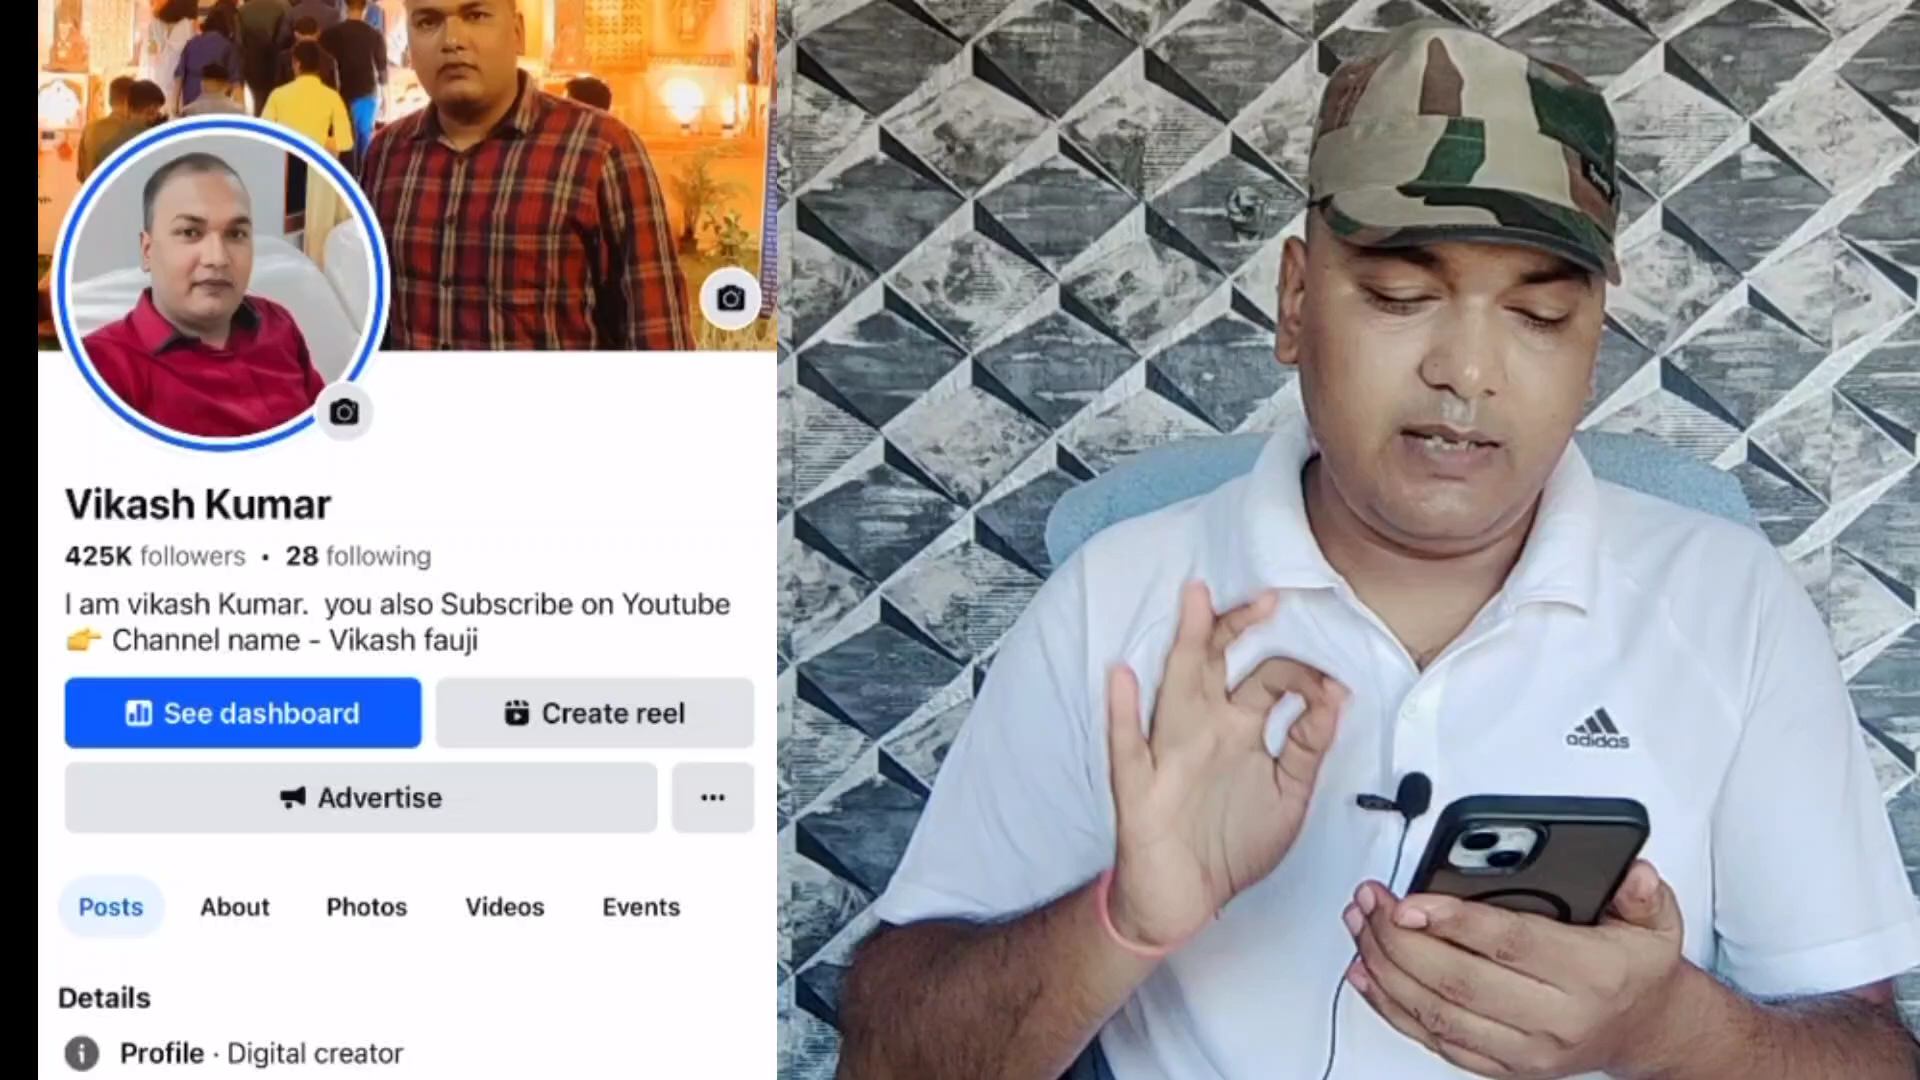 Vikash Kumar
425K followers • 28 following
I am vikash Kumar. you also Subscribe on Youtube
👉 Channel name - Vikash fauji
See dashboard
Create reel
Advertise
...
Posts About Photos Videos Events
Details
Profile · Digital creator
adidas